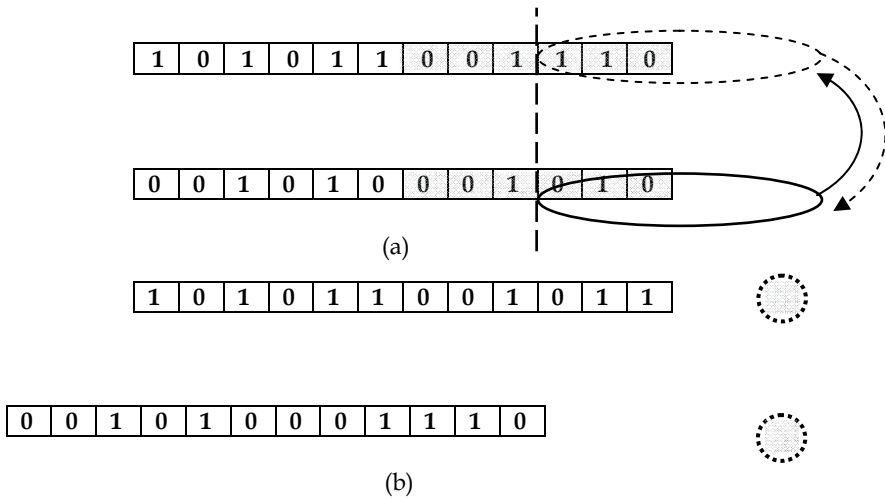 1 0 1 0 1 1 0 0 1 1 1 0
0 0 1 0 1 0 0 0 1 0 1 0
(a)
1 0 1 0 1 1 0 0 1 0 1 1
0 0 1 0 1 0 0 0 1 1 1 0
(b)